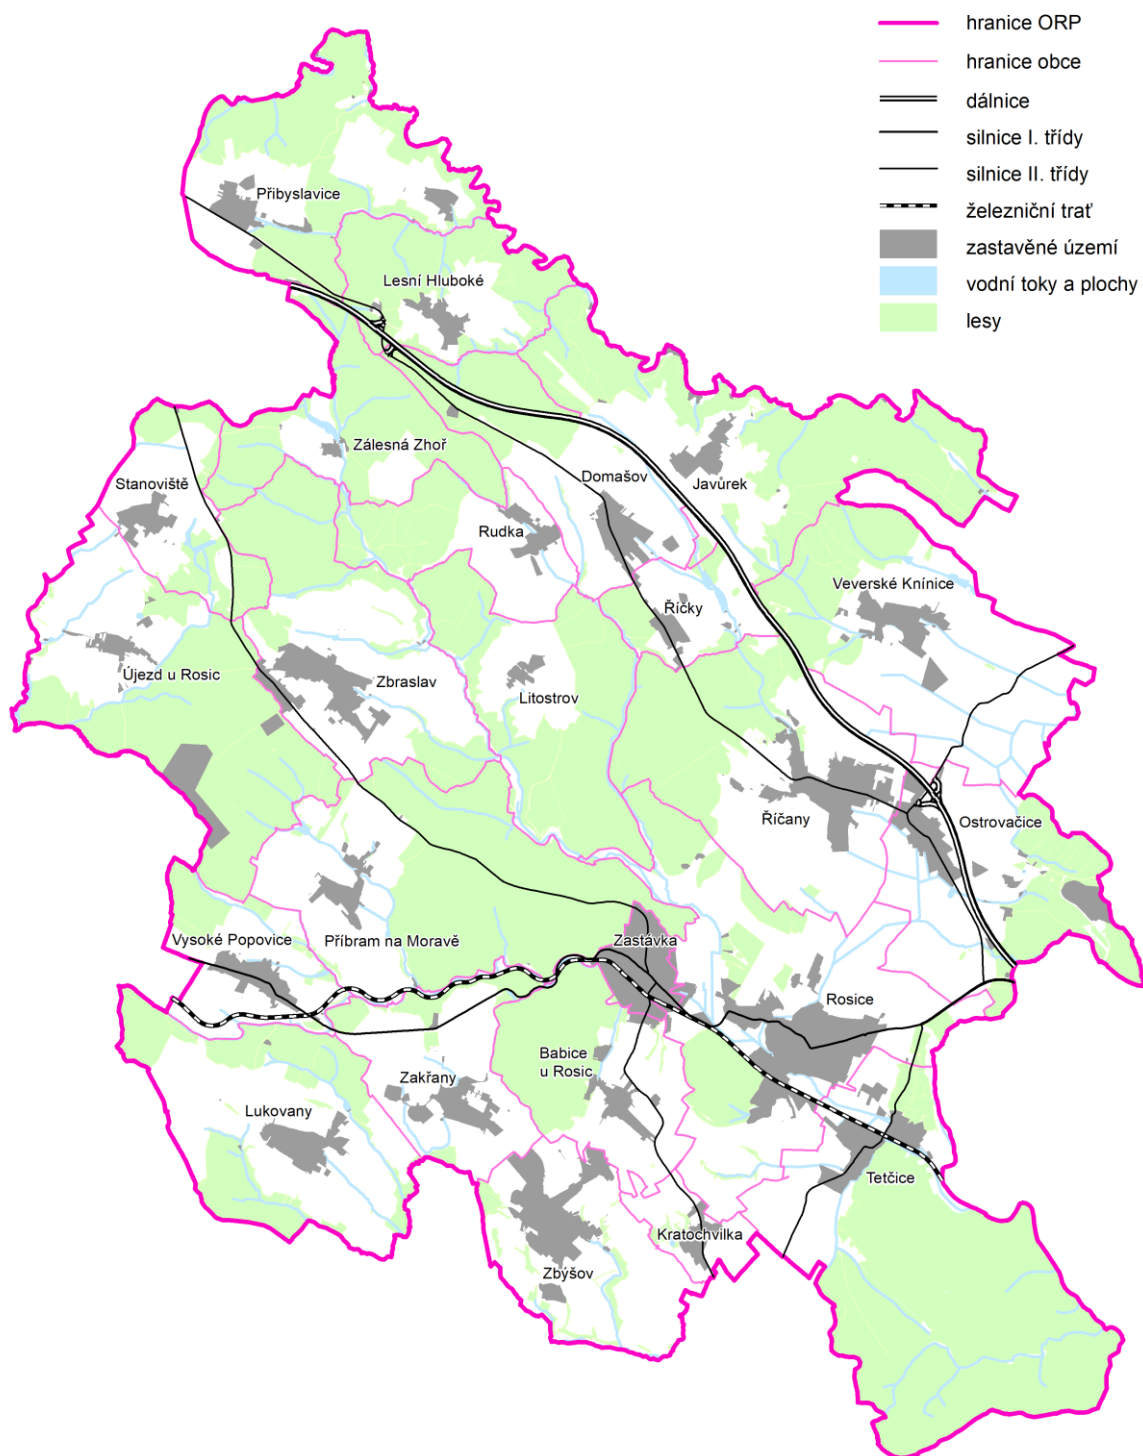 hranice ORP
hranice obce
dálnice
silnice I. třídy
silnice II. třídy
železniční trať
zastavěné území
vodní toky a plochy
lesy
Přibyslavice
Lesní Hluboké
Zálesná Zhoř
Domašov
Javůrek
Stanoviště
Rudka
Veverské Knínice
Říčky
Újezd u Rosic
Zbraslav
Litostrov
Říčany
Ostrovačice
Vysoké Popovice
Příbram na Moravě
Zastávka
Rosice
Babice
u Rosic
Zakřany
Lukovany
Tetčice
Kratochvilka
Zbýšov